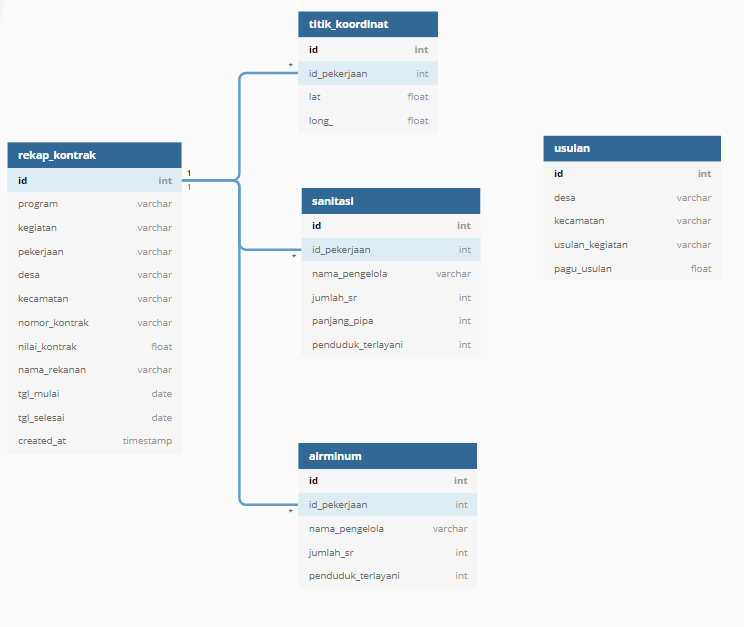 titik_koordinat
id int
* id_pekerjaan int
lat float
long_ float
rekap_kontrak
id int 1
1
program varchar
kegiatan varchar
pekerjaan varchar
desa varchar
kecamatan varchar
nomor_kontrak varchar
nilai_kontrak float
nama_rekanan varchar
tgl_mulai date
tgl_selesai date
created_at timestamp
sanitasi
id int
* id_pekerjaan int
nama_pengelola varchar
jumlah_sr int
panjang_pipa int
penduduk_terlayani int
airminum
id int
* id_pekerjaan int
nama_pengelola varchar
jumlah_sr int
penduduk_terlayani int
usulan
id int
desa varchar
kecamatan varchar
usulan_kegiatan varchar
pagu_usulan float